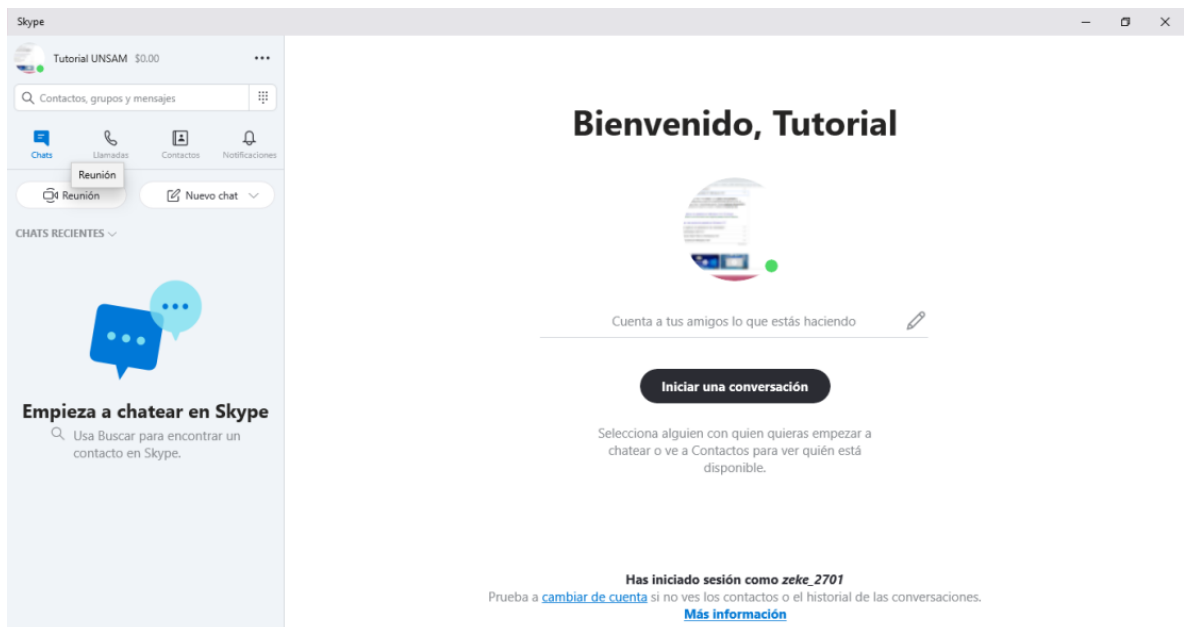 Skype
Tutorial UNSAM $0.00
Contactos, grupos y mensajes
Chats Llamadas Contactos Notificaciones
Reunión
Reunión Nuevo chat
CHATS RECIENTES
Empieza a chatear en Skype
Usa Buscar para encontrar un
contacto en Skype.
Bienvenido, Tutorial
Cuenta a tus amigos lo que estás haciendo
Iniciar una conversación
Selecciona alguien con quien quieras empezar a
chatear o ve a Contactos para ver quién está
disponible.
Has iniciado sesión como zeke_2701
Prueba a cambiar de cuenta si no ves los contactos o el historial de las conversaciones.
Más información